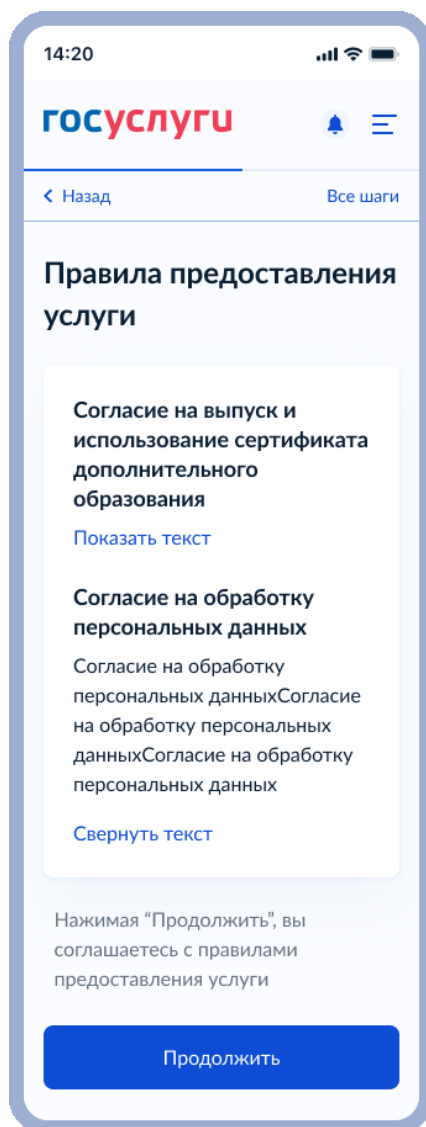 14:20
госуслуги
Назад
Все шаги
Правила предоставления
услуги
Согласие на выпуск и
использование сертификата
дополнительного
образования
Показать текст
Согласие на обработку
персональных данных
Согласие на обработку
персональных данныхСогласие
на обработку персональных
данныхСогласие на обработку
персональных данных
Свернуть текст
Нажимая “Продолжить”, вы
соглашаетесь с правилами
предоставления услуги
Продолжить